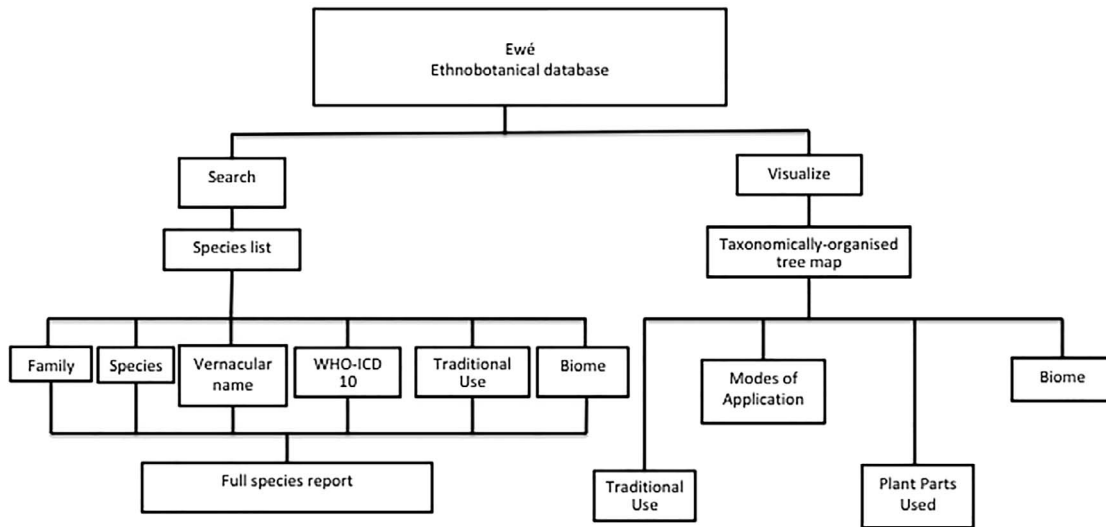 Ewé
Ethnobotanical database
Search
Visualize
Species list
Taxonomically-organised
tree map
Family
Species
Vernacular
name
WHO-ICD
10
Traditional
Use
Biome
Modes of
Application
Biome
Full species report
Traditional
Use
Plant Parts
Used